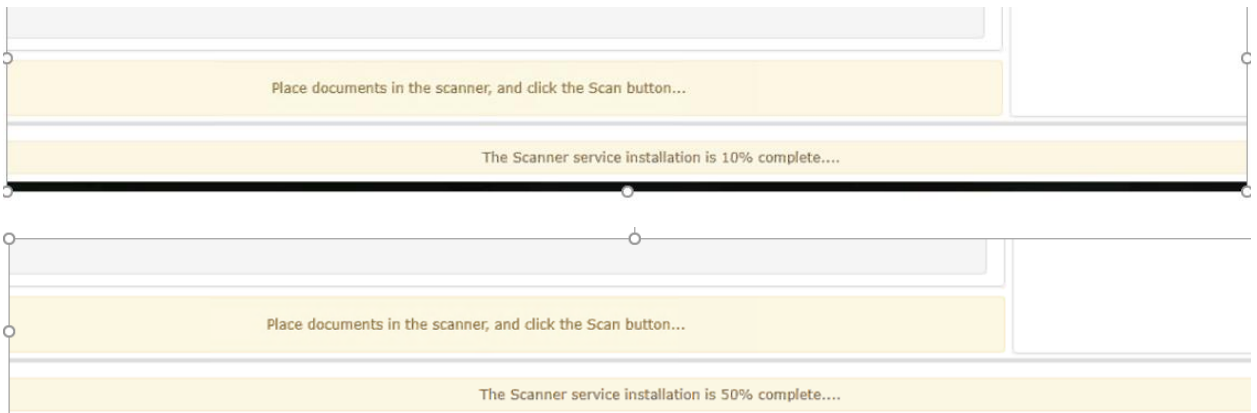 Place documents in the scanner, and click the Scan button...
The Scanner service installation is 10% complete....
Place documents in the scanner, and click the Scan button...
The Scanner service installation is 50% complete....